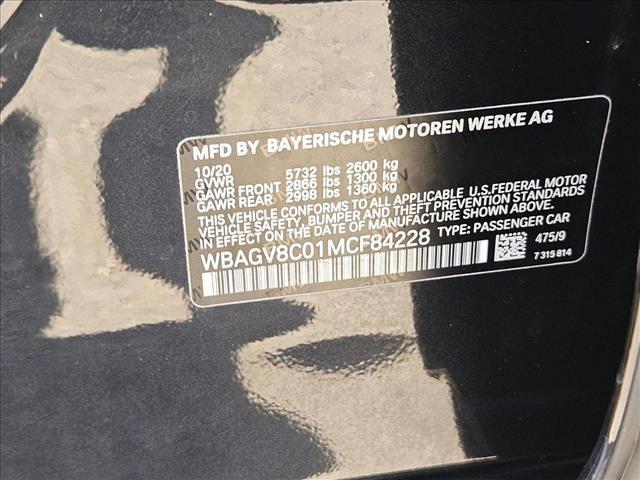 MFD BY BAYERISCHE MOTOREN WERKE AG
10/20
GVWR 5732 lbs 2600 kg
GAWR FRONT 2866 lbs 1300 kg
GAWR REAR 2998 lbs 1360 kg
THIS VEHICLE CONFORMS TO ALL APPLICABLE U.S.FEDERAL MOTOR
VEHICLE SAFETY, BUMPER, AND THEFT PREVENTION STANDARDS
IN EFFECT ON THE DATE OF MANUFACTURE SHOWN ABOVE.
WBAGV8C01MCF84228 TYPE: PASSENGER CAR
475/9
7 315 814